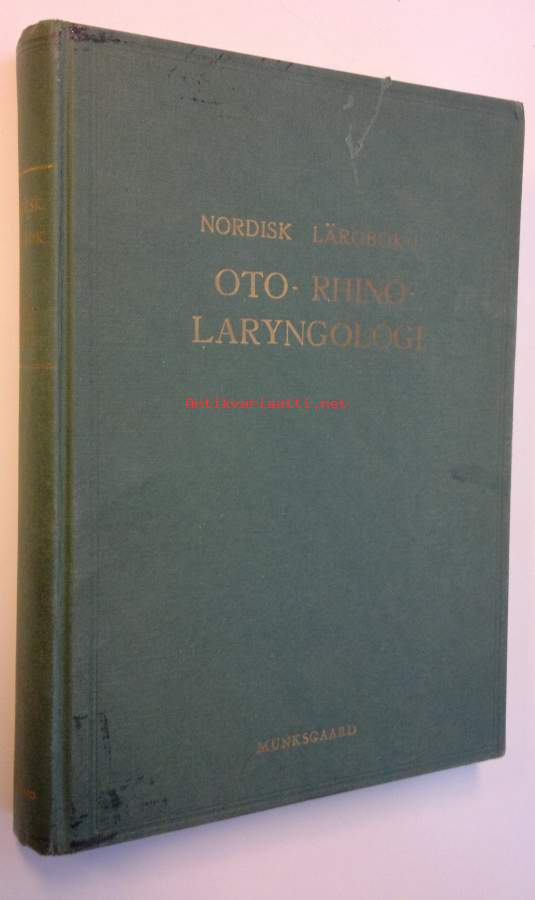 NORDISK LÄROBOK I
OTO- RHINO-
LARYNGOLOGI
Antikvariaatti.net
MUNKSGAARD